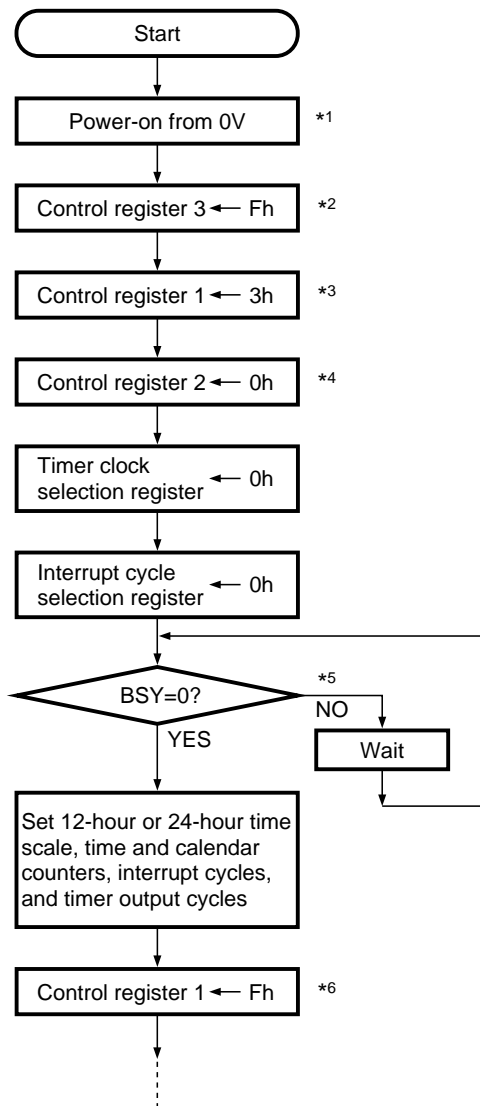 Start
Power-on from 0V *1
Control register 3 ← Fh *2
Control register 1 ← 3h *3
Control register 2 ← 0h *4
Timer clock
selection register ← 0h
Interrupt cycle
selection register ← 0h
BSY=0? *5
NO
YES
Wait
Set 12-hour or 24-hour time
scale, time and calendar
counters, interrupt cycles,
and timer output cycles
Control register 1 ← Fh *6